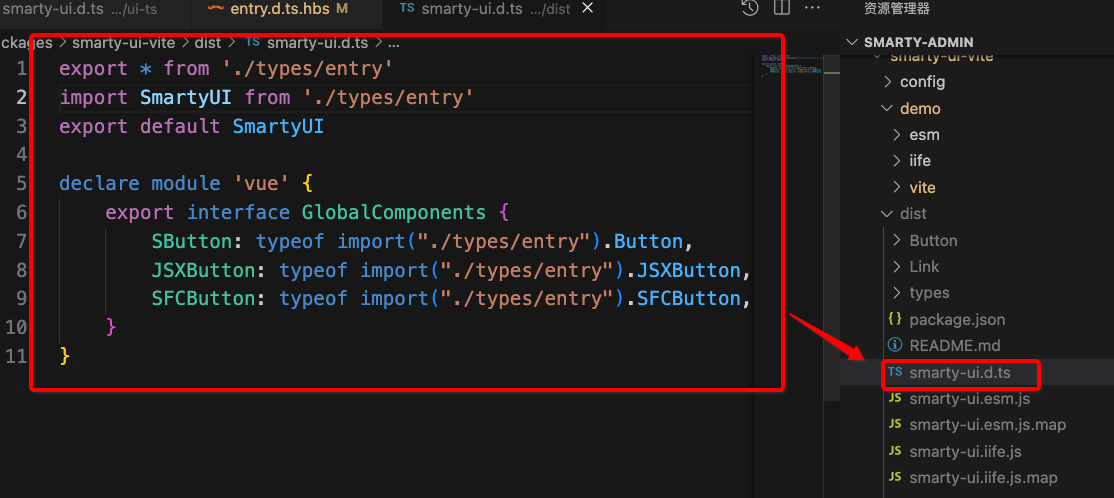 smarty-ui.d.ts .../ui-ts
entry.d.ts.hbs M
TS smarty-ui.d.ts .../dist
资源管理器
ckages > smarty-ui-vite > dist > TS smarty-ui.d.ts > ...
1 export * from './types/entry'
2 import SmartyUI from './types/entry'
3 export default SmartyUI
4
5 declare module 'vue' {
6 export interface GlobalComponents {
7 SButton: typeof import("./types/entry").Button,
8 JSXButton: typeof import("./types/entry").JSXButton,
9 SFCButton: typeof import("./types/entry").SFCButton,
10 }
11 }
SMARTY-ADMIN
smarty-ui-vite
config
demo
esm
iife
vite
dist
Button
Link
types
{} package.json
README.md
TS smarty-ui.d.ts
JS smarty-ui.esm.js
JS smarty-ui.esm.js.map
JS smarty-ui.iife.js
JS smarty-ui.iife.js.map